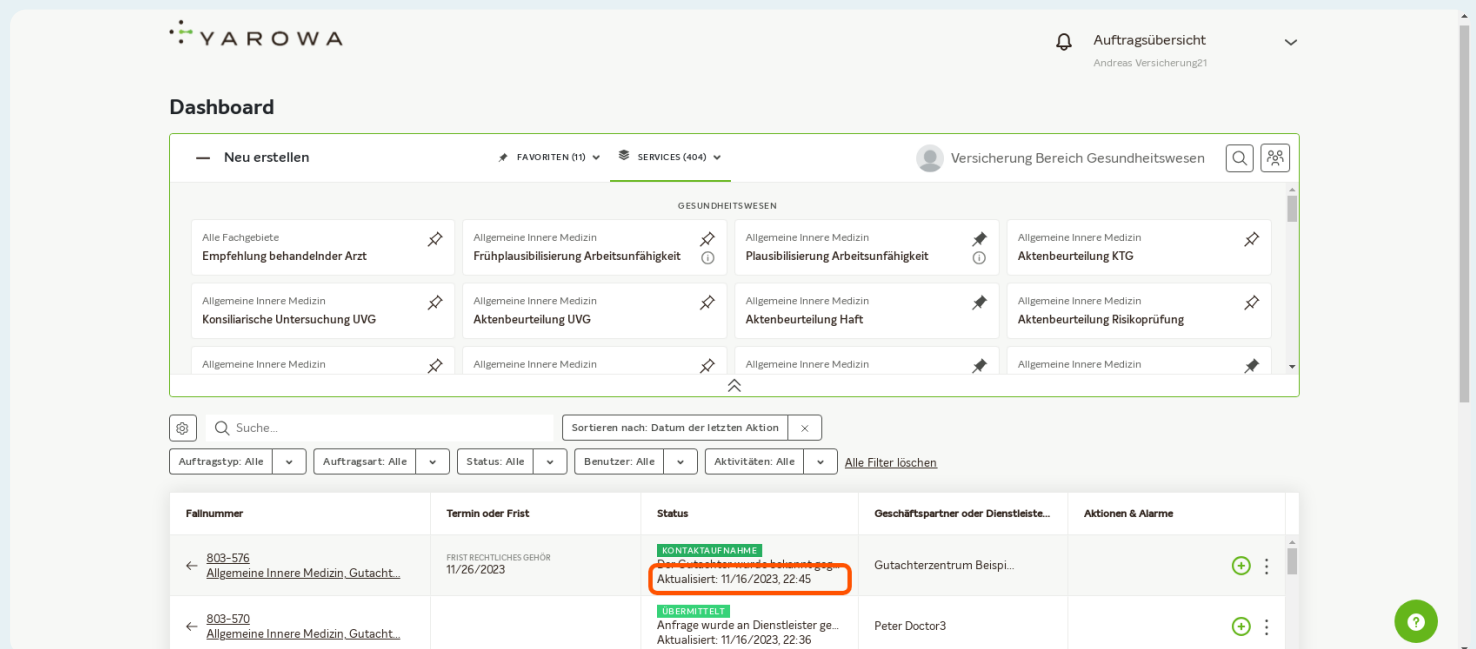 YAROWA
Auftragsübersicht
Andreas Versicherung21
Dashboard
Neu erstellen
FAVORITEN (11)
SERVICES (404)
Versicherung Bereich Gesundheitswesen
GESUNDHEITSWESEN
Alle Fachgebiete
Empfehlung behandelnder Arzt
Allgemeine Innere Medizin
Frühplausibilisierung Arbeitsunfähigkeit
Allgemeine Innere Medizin
Plausibilisierung Arbeitsunfähigkeit
Allgemeine Innere Medizin
Aktenbeurteilung KTG
Allgemeine Innere Medizin
Konsiliarische Untersuchung UVG
Allgemeine Innere Medizin
Aktenbeurteilung UVG
Allgemeine Innere Medizin
Aktenbeurteilung Haft
Allgemeine Innere Medizin
Aktenbeurteilung Risikoprüfung
Allgemeine Innere Medizin
Allgemeine Innere Medizin
Allgemeine Innere Medizin
Allgemeine Innere Medizin
Suche...
Sortieren nach: Datum der letzten Aktion
Auftragstyp: Alle
Auftragsart: Alle
Status: Alle
Benutzer: Alle
Aktivitäten: Alle
Alle Filter löschen
Fallnummer
Termin oder Frist
Status
Geschäftspartner oder Dienstleiste...
Aktionen & Alarme
803-576
Allgemeine Innere Medizin, Gutacht...
FRIST RECHTLICHES GEHÖR
11/26/2023
KONTAKTAUFNAHME
Der Gutachter wurde bekannt geg...
Aktualisiert: 11/16/2023, 22:45
Gutachterzentrum Beispi...
803-570
Allgemeine Innere Medizin, Gutacht...
ÜBERMITTELT
Anfrage wurde an Dienstleister ge...
Aktualisiert: 11/16/2023, 22:36
Peter Doctor3